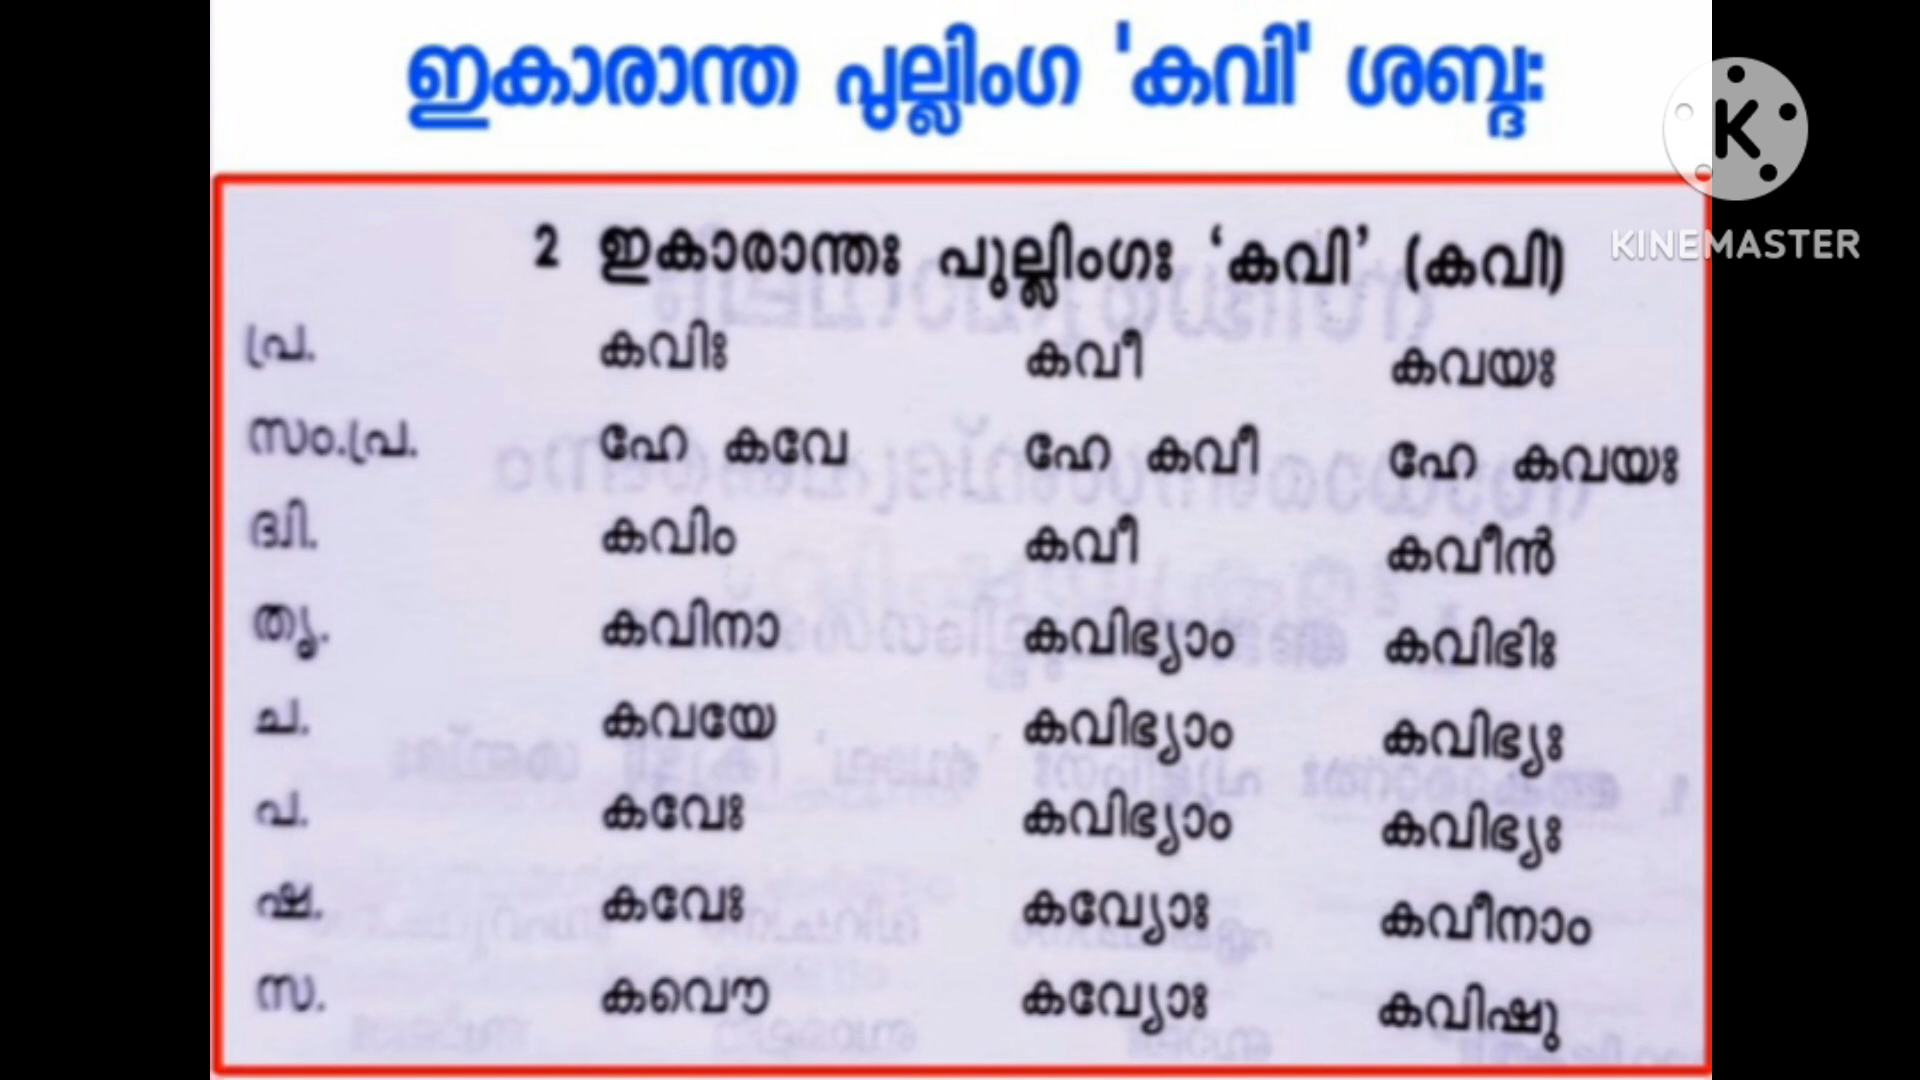 ഇകാരാന്ത പുല്ലിംഗ 'കവി' ശബ്ദഃ
K
KINEMASTER
2 ഇകാരാന്തഃ പുല്ലിംഗഃ ‘കവി’ (കവി)
പ്ര. കവിഃ കവീ കവയഃ
സം.പ്ര. ഹേ കവേ ഹേ കവീ ഹേ കവയഃ
ദ്വി. കവിം കവീ കവീൻ
തൃ. കവിനാ കവിഭ്യാം കവിഭിഃ
ച. കവയേ കവിഭ്യാം കവിഭ്യഃ
പ. കവേഃ കവിഭ്യാം കവിഭ്യഃ
ഷ. കവേഃ കവ്യോഃ കവീനാം
സ. കവൌ കവ്യോഃ കവിഷു